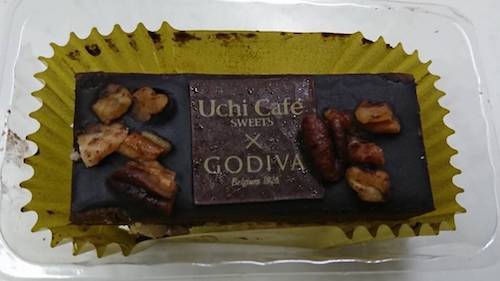 Uchi Café
SWEETS
×
GODIVA
Belgium 1926